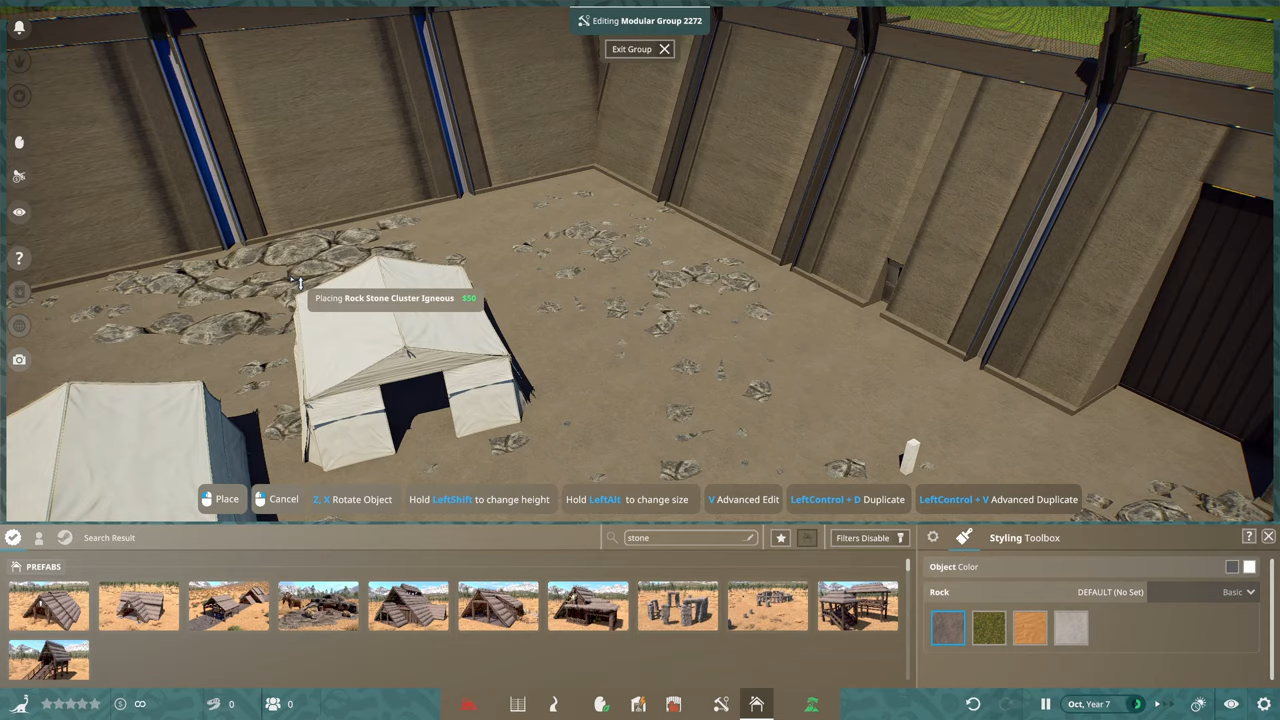 Editing Modular Group 2272
Exit Group
Placing Rock Stone Cluster Igneous $50
Place
Cancel
Z, X Rotate Object
Hold LeftShift to change height
Hold LeftAlt to change size
V Advanced Edit
LeftControl + D Duplicate
LeftControl + V Advanced Duplicate
Search Result
stone
Filters Disable
Styling Toolbox
?
PREFABS
Object Color
Rock
DEFAULT (No Set)
Basic
0
0
Oct, Year 7